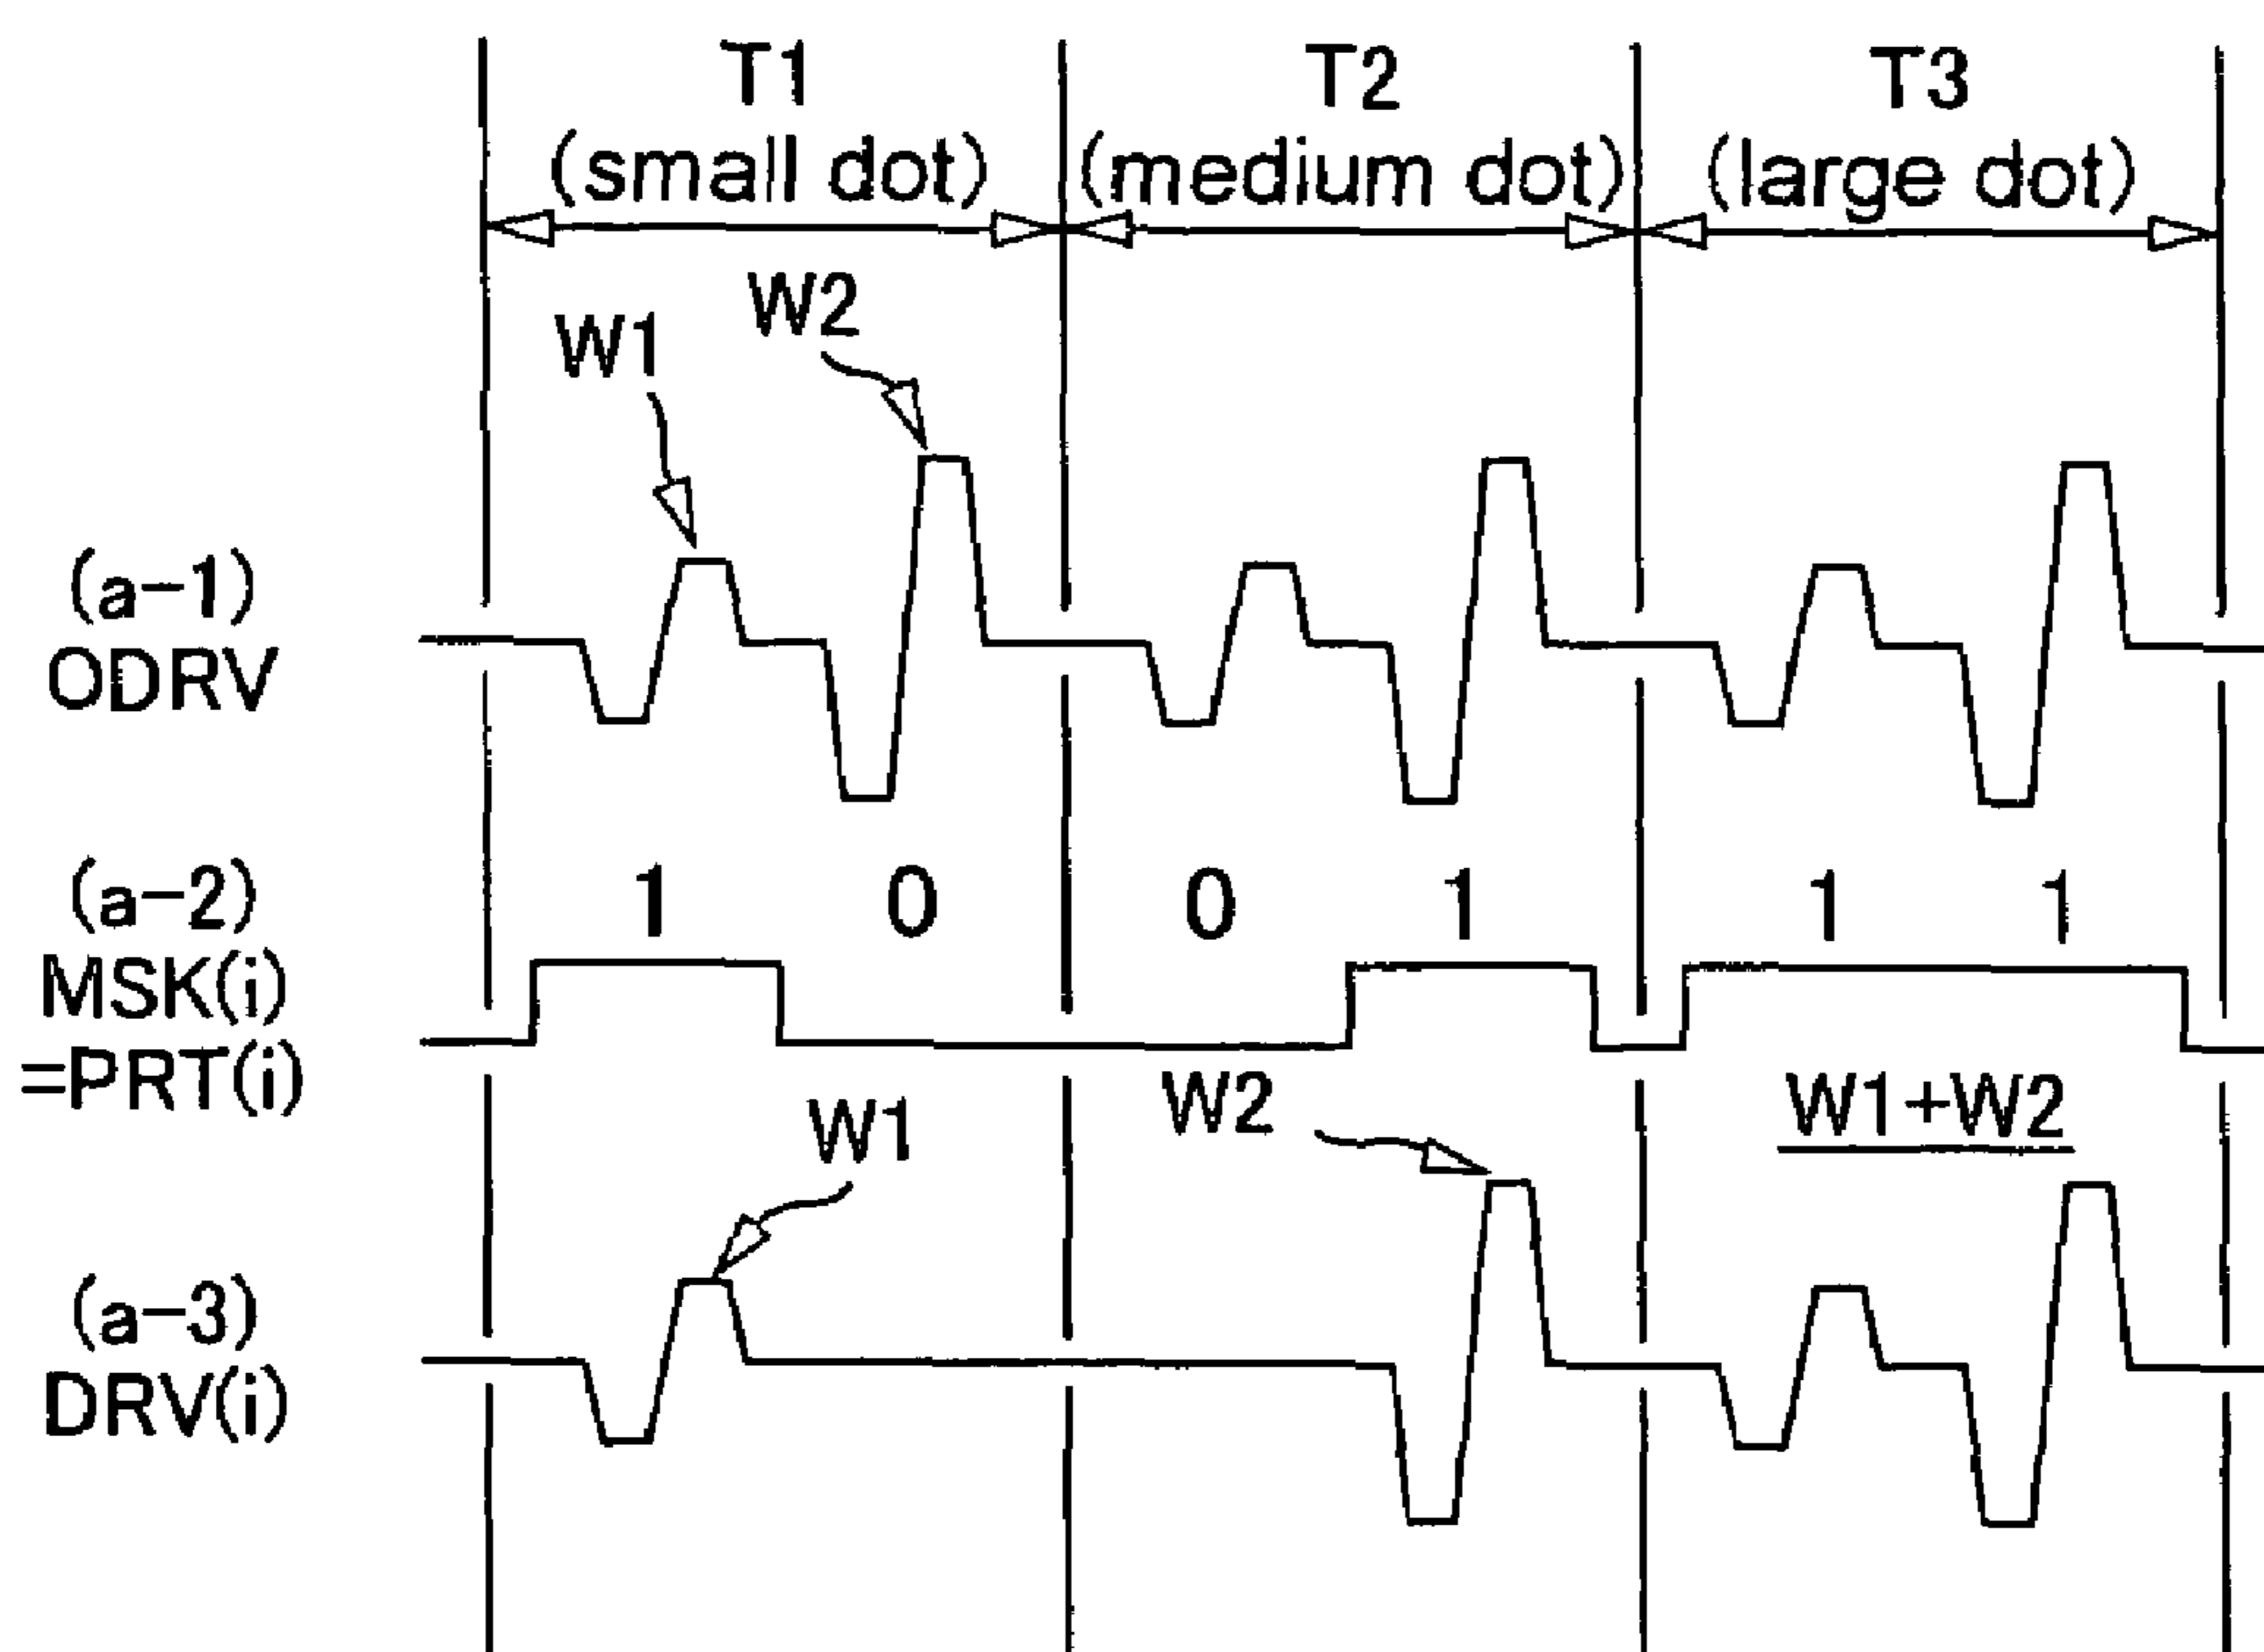 T1 T2 T3
(small dot) (medium dot) (large dot)
W1 W2
(a-1)
ODRV
(a-2) 1 0 0 1 1 1
MSK(i)
=PRT(i)
W1 W2 W1+W2
(a-3)
DRV(i)